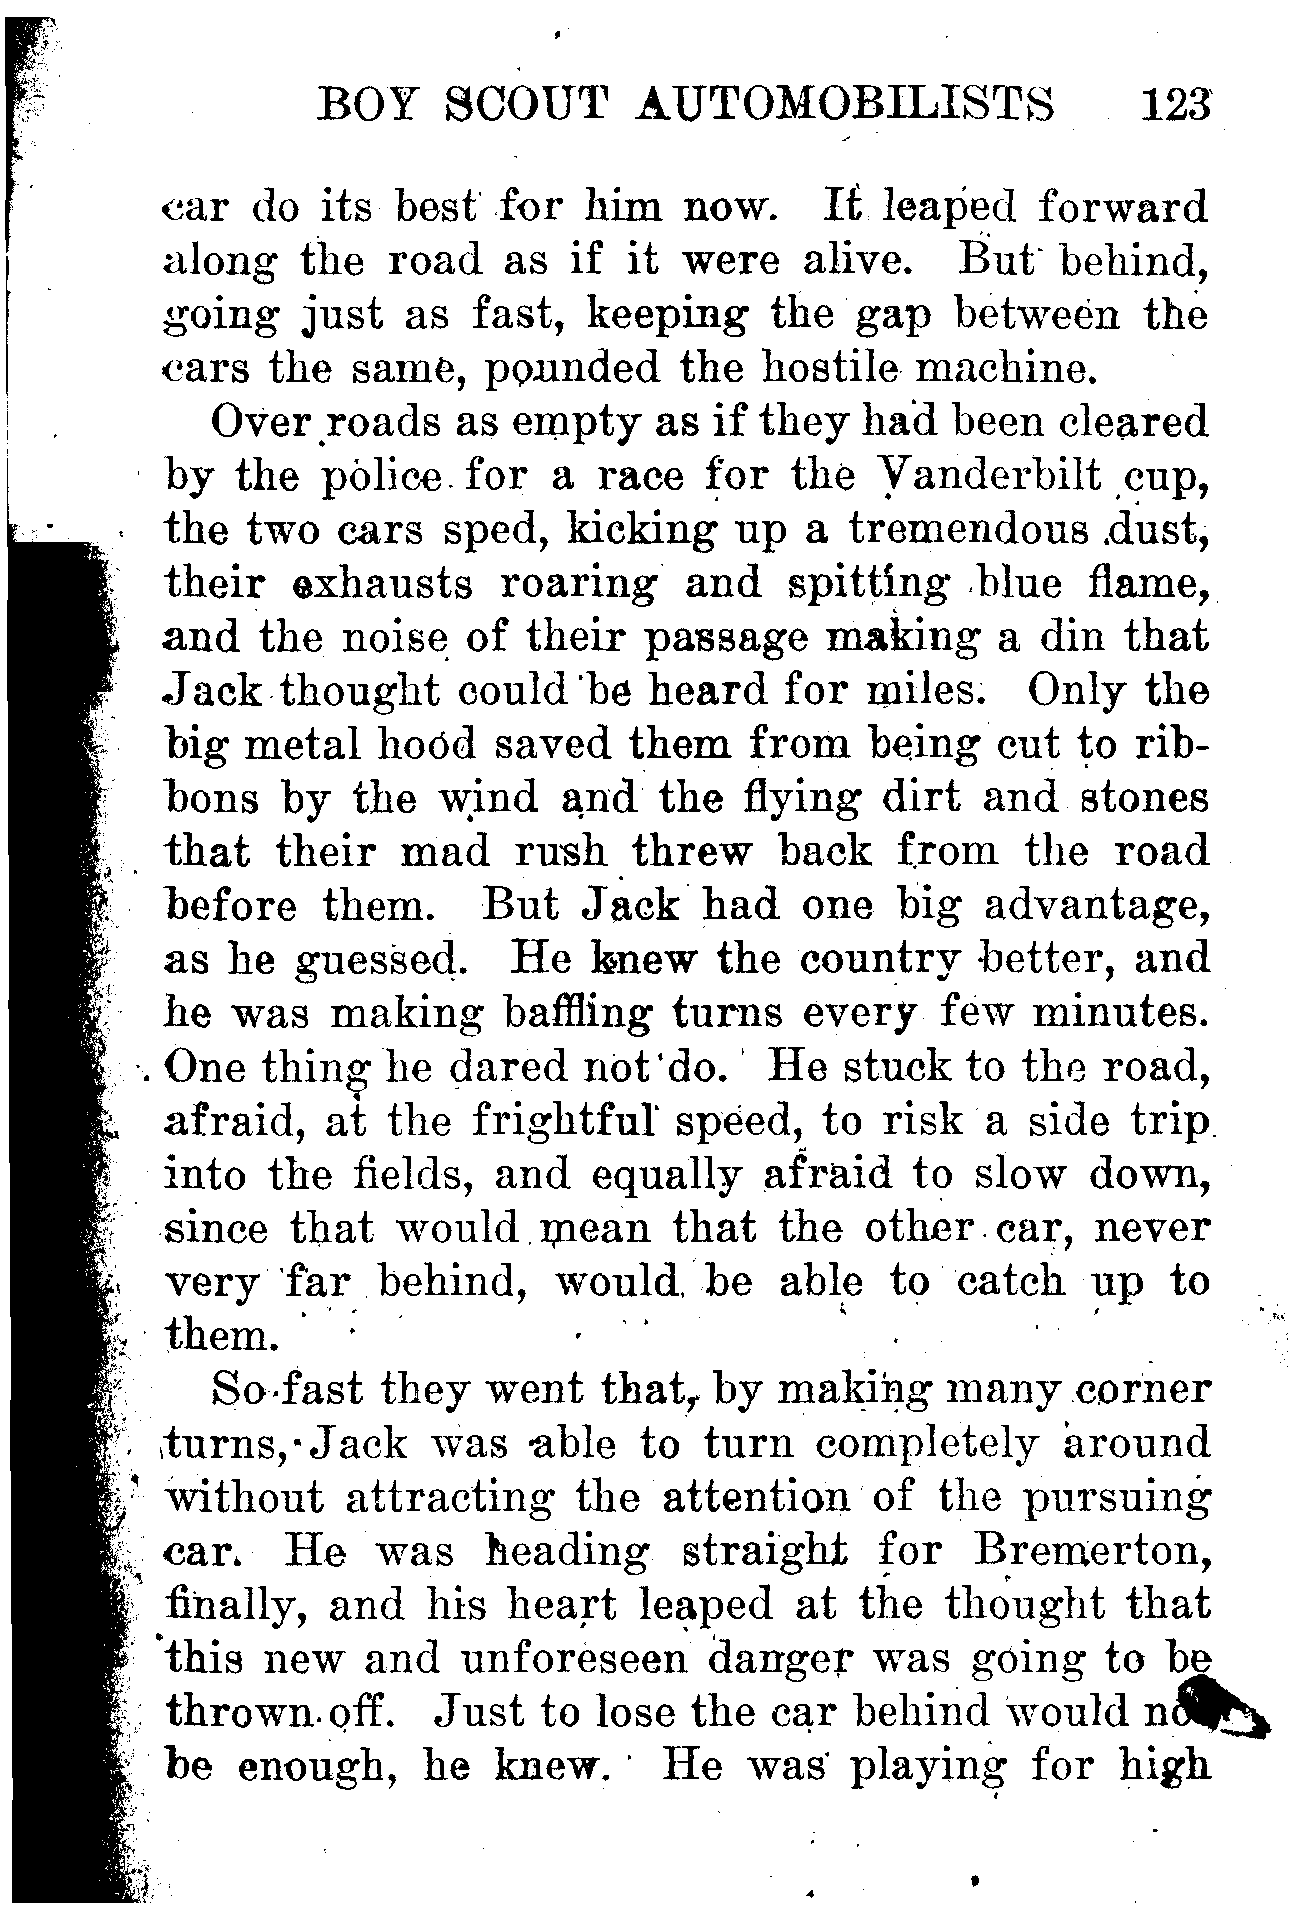 BOY SCOUT AUTOMOBILISTS 123
car do its best for him now. It leaped forward
along the road as if it were alive. But behind,
going just as fast, keeping the gap between the
cars the same, pounded the hostile machine.
Over roads as empty as if they had been cleared
by the police for a race for the Vanderbilt cup,
the two cars sped, kicking up a tremendous dust,
their exhausts roaring and spitting blue flame,
and the noise of their passage making a din that
Jack thought could be heard for miles. Only the
big metal hood saved them from being cut to rib-
bons by the wind and the flying dirt and stones
that their mad rush threw back from the road
before them. But Jack had one big advantage,
as he guessed. He knew the country better, and
he was making baffling turns every few minutes.
One thing he dared not do. He stuck to the road,
afraid, at the frightful speed, to risk a side trip
into the fields, and equally afraid to slow down,
since that would mean that the other car, never
very far behind, would be able to catch up to
them.
So fast they went that, by making many corner
turns, Jack was able to turn completely around
without attracting the attention of the pursuing
car. He was heading straight for Bremerton,
finally, and his heart leaped at the thought that
this new and unforeseen danger was going to be
thrown off. Just to lose the car behind would
be enough, he knew. He was playing for high